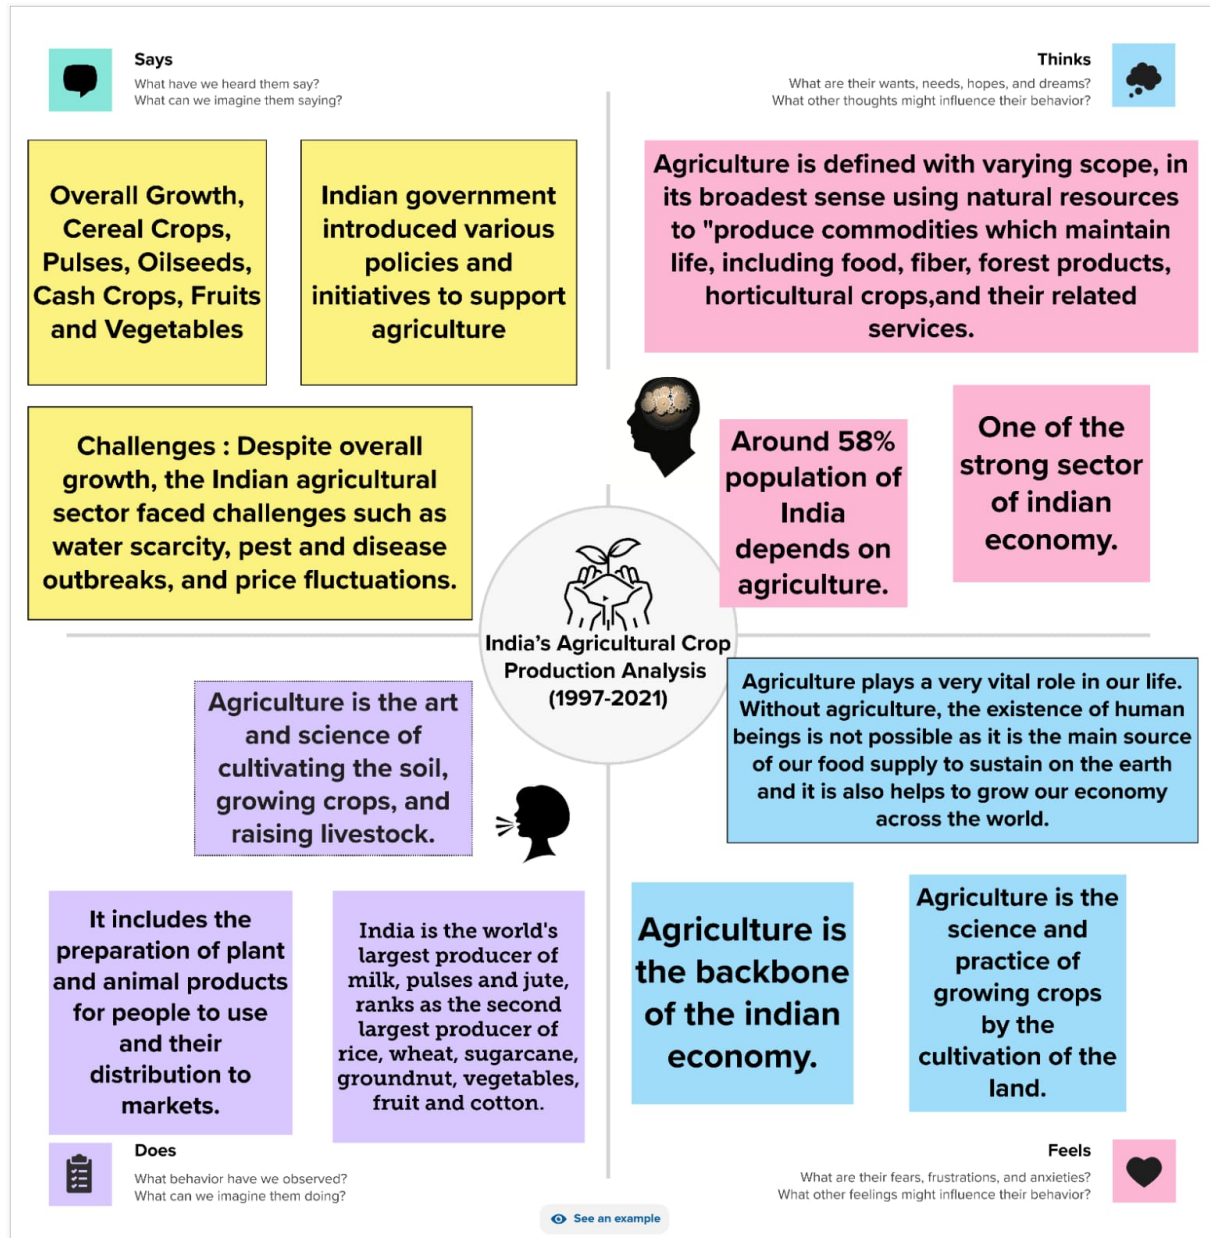 Says
What have we heard them say?
What can we imagine them saying?
Thinks
What are their wants, needs, hopes, and dreams?
What other thoughts might influence their behavior?
Overall Growth,
Cereal Crops,
Pulses, Oilseeds,
Cash Crops, Fruits
and Vegetables
Indian government
introduced various
policies and
initiatives to support
agriculture
Agriculture is defined with varying scope, in
its broadest sense using natural resources
to "produce commodities which maintain
life, including food, fiber, forest products,
horticultural crops,and their related
services.
Challenges : Despite overall
growth, the Indian agricultural
sector faced challenges such as
water scarcity, pest and disease
outbreaks, and price fluctuations.
Around 58%
population of
India
depends on
agriculture.
One of the
strong sector
of indian
economy.
India's Agricultural Crop
Production Analysis
(1997-2021)
Agriculture is the art
and science of
cultivating the soil,
growing crops, and
raising livestock.
Agriculture plays a very vital role in our life.
Without agriculture, the existence of human
beings is not possible as it is the main source
of our food supply to sustain on the earth
and it is also helps to grow our economy
across the world.
It includes the
preparation of plant
and animal products
for people to use
and their
distribution to
markets.
India is the world's
largest producer of
milk, pulses and jute,
ranks as the second
largest producer of
rice, wheat, sugarcane,
groundnut, vegetables,
fruit and cotton.
Agriculture is
the backbone
of the indian
economy.
Agriculture is the
science and
practice of
growing crops
by the
cultivation of the
land.
Does
What behavior have we observed?
What can we imagine them doing?
Feels
What are their fears, frustrations, and anxieties?
What other feelings might influence their behavior?
See an example